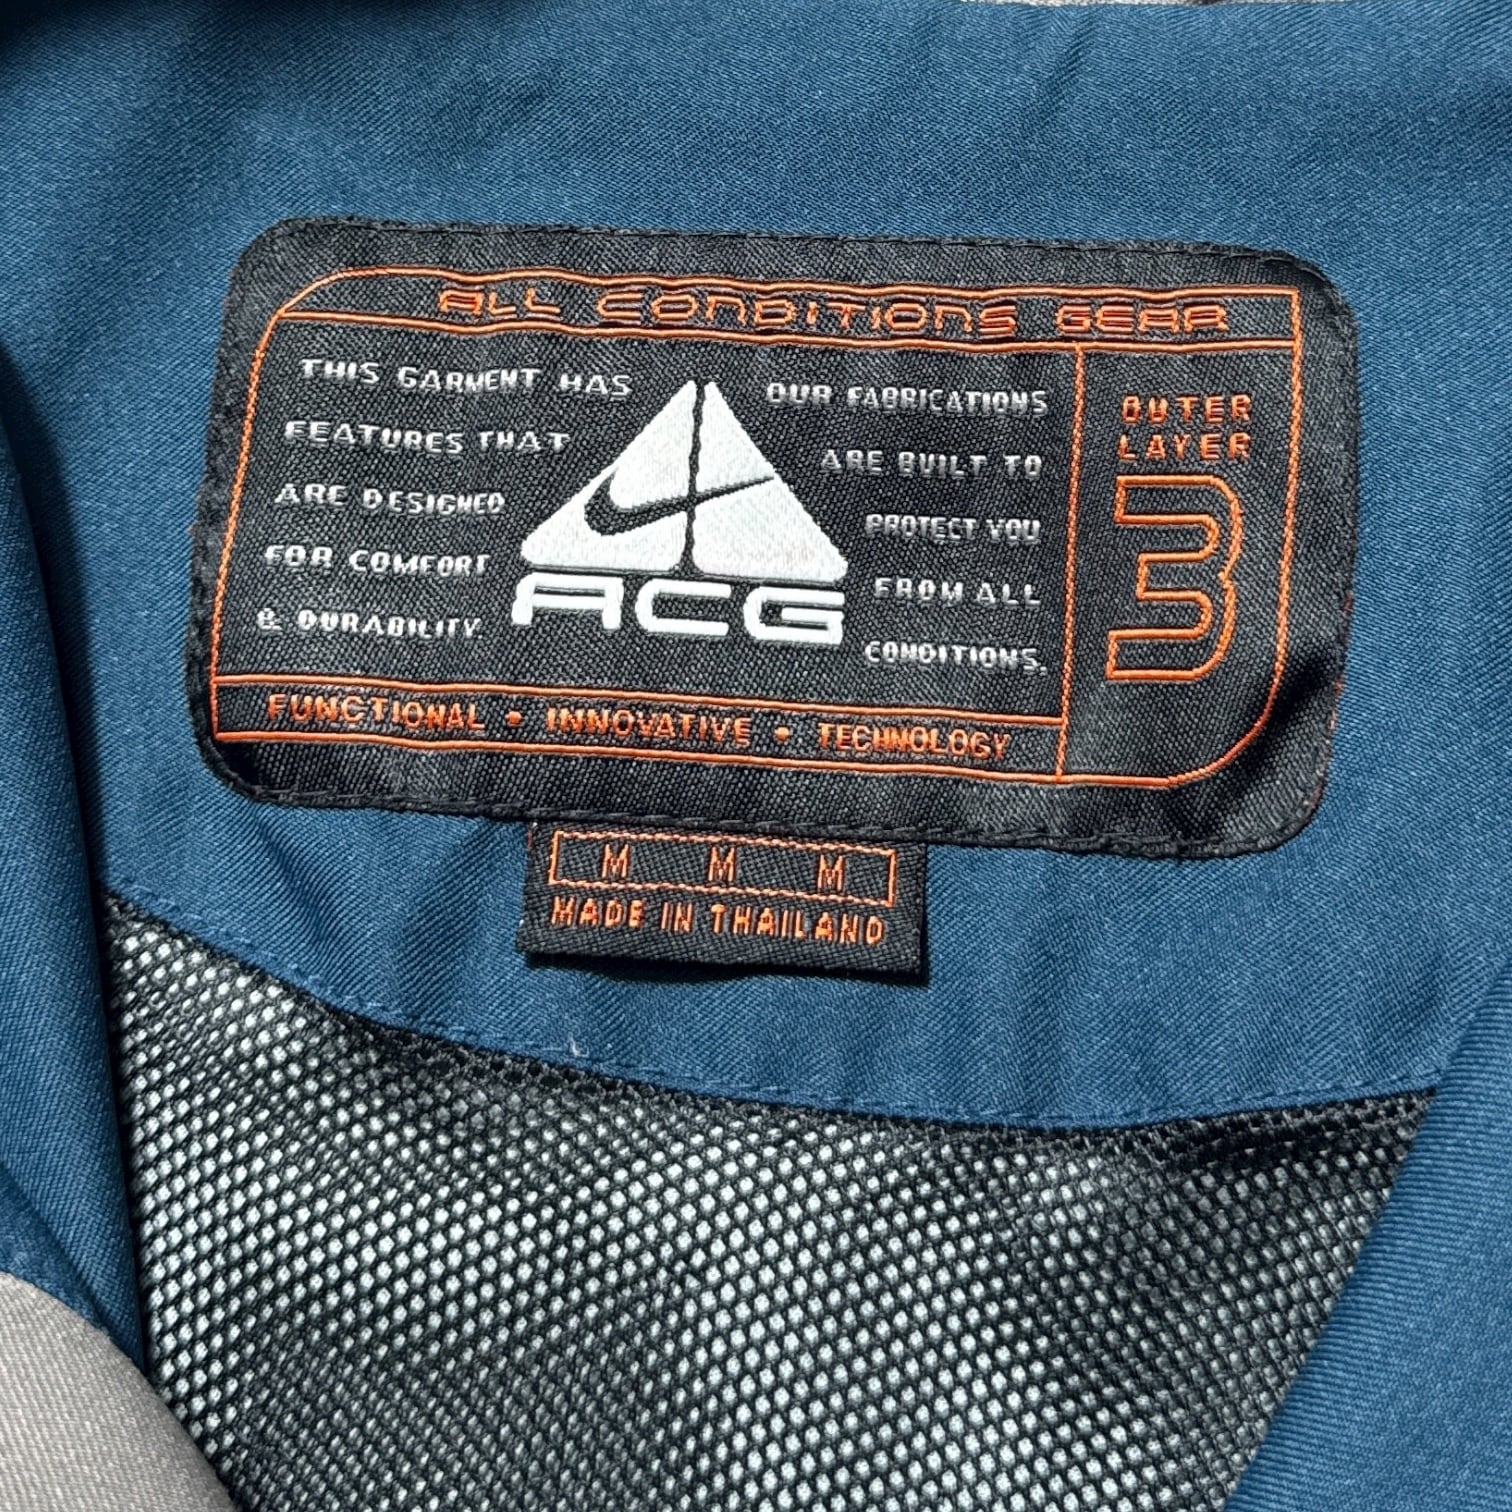 ALL CONDITIONS GEAR
THIS GARMENT HAS
FEATURES THAT
ARE DESIGNED
FOR COMFORT
& DURABILITY.
ACG
OUR FABRICATIONS
ARE BUILT TO
PROTECT YOU
FROM ALL
CONDITIONS.
OUTER
LAYER
3
FUNCTIONAL • INNOVATIVE • TECHNOLOGY
M M M
MADE IN THAILAND